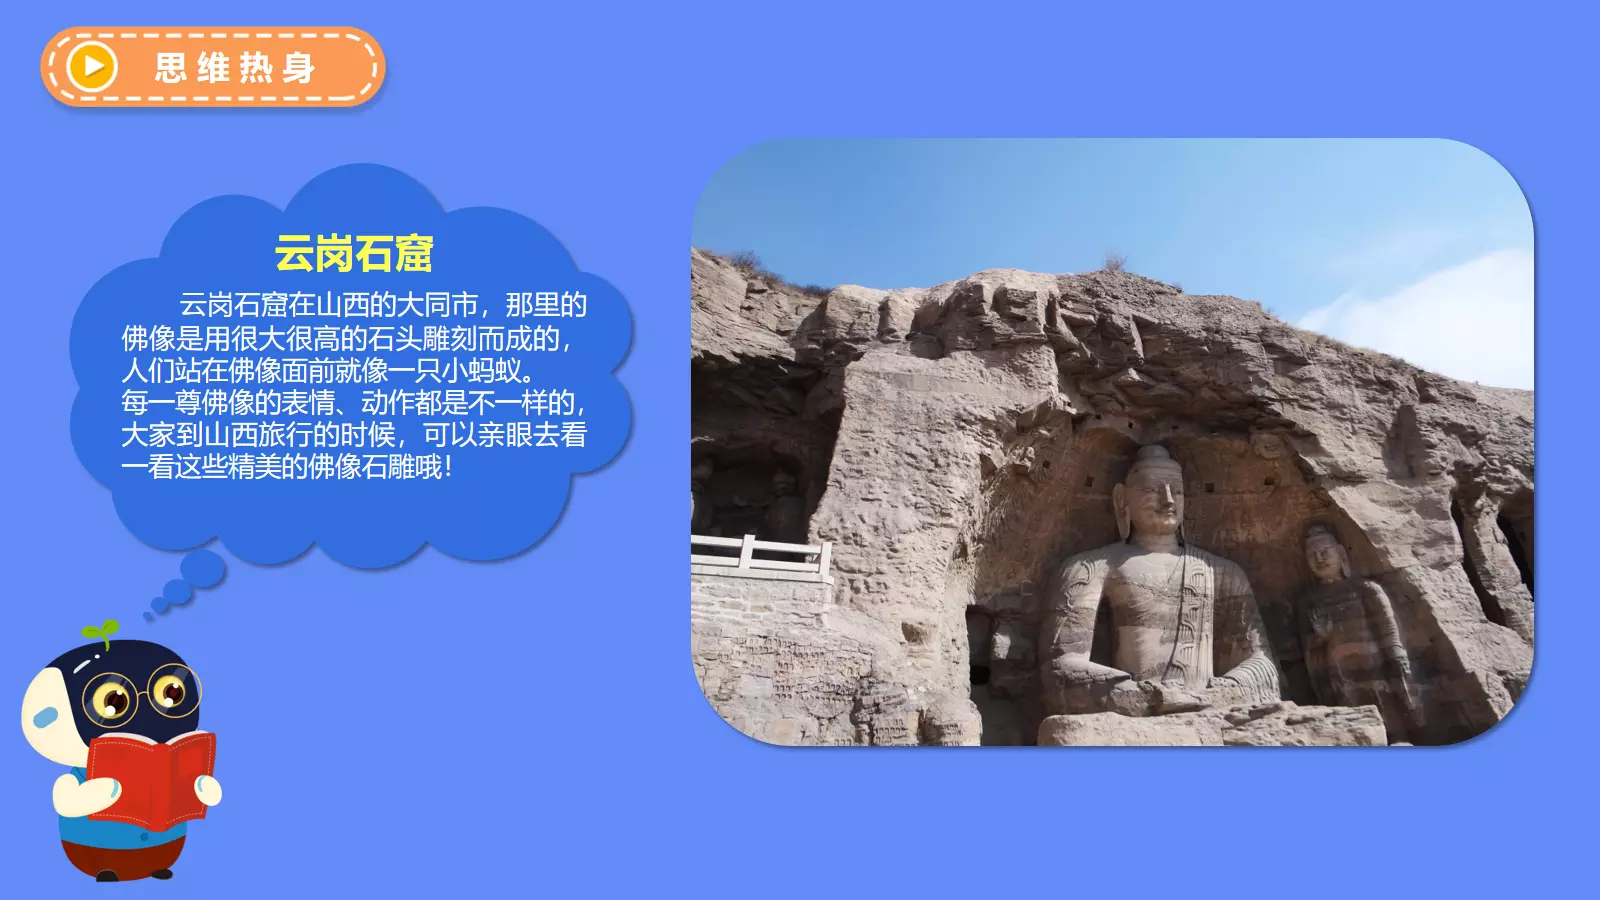 思维热身
云岗石窟
云岗石窟在山西的大同市，那里的
佛像是用很大很高的石头雕刻而成的，
人们站在佛像面前就像一只小蚂蚁。
每一尊佛像的表情、动作都是不一样的，
大家到山西旅行的时候，可以亲眼去看
一看这些精美的佛像石雕哦！